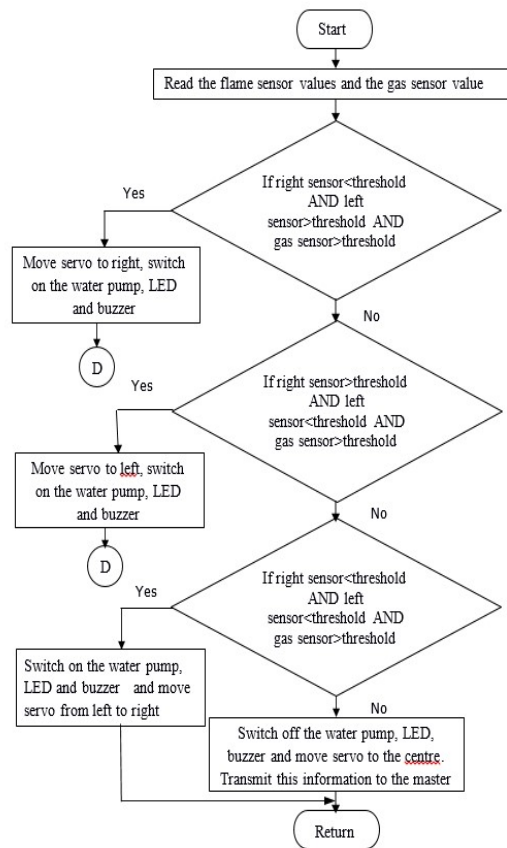 Start
Read the flame sensor values and the gas sensor value
If right sensor<threshold
AND left
sensor>threshold AND
gas sensor>threshold
Yes
Move servo to right, switch
on the water pump, LED
and buzzer
D
No
If right sensor>threshold
AND left
sensor<threshold AND
gas sensor>threshold
Yes
Move servo to left, switch
on the water pump, LED
and buzzer
D
No
If right sensor<threshold
AND left
sensor<threshold AND
gas sensor>threshold
Yes
Switch on the water pump,
LED and buzzer and move
servo from left to right
No
Switch off the water pump, LED,
buzzer and move servo to the centre.
Transmit this information to the master
Return